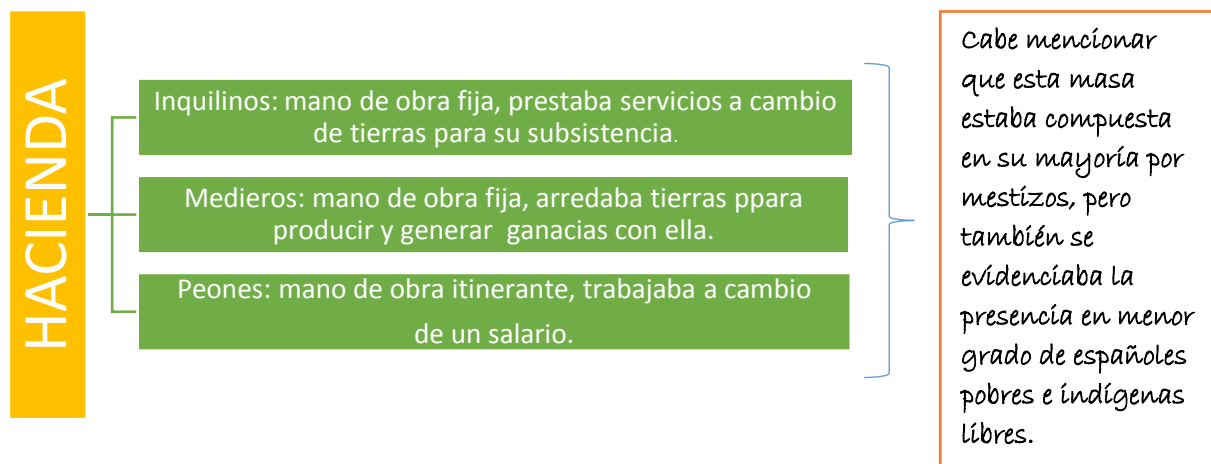 HACIENDA
Inquilinos: mano de obra fija, prestaba servicios a cambio
de tierras para su subsistencia.
Medieros: mano de obra fija, arredaba tierras ppara
producir y generar  ganacias con ella.
Peones: mano de obra itinerante, trabajaba a cambio
de un salario.
Cabe mencionar
que esta masa
estaba compuesta
en su mayoría por
mestizos, pero
también se
evidenciaba la
presencia en menor
grado de españoles
pobres e indígenas
libres.